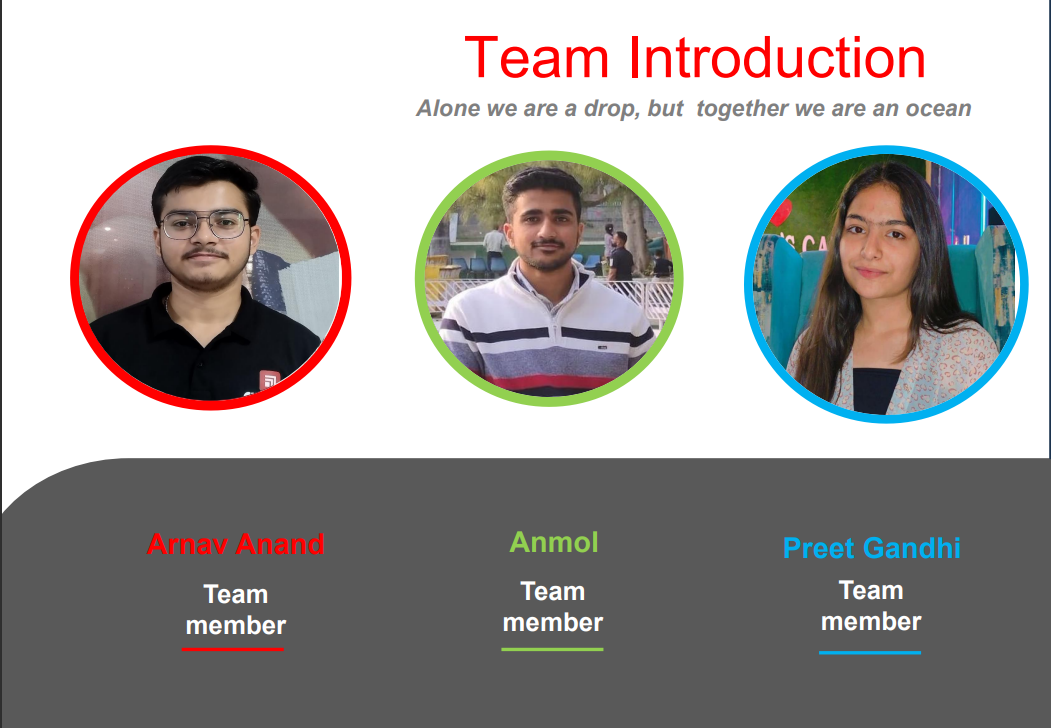 Team Introduction
Alone we are a drop, but  together we are an ocean
Arnav Anand
Anmol
Preet Gandhi
Team
member
Team
member
Team
member